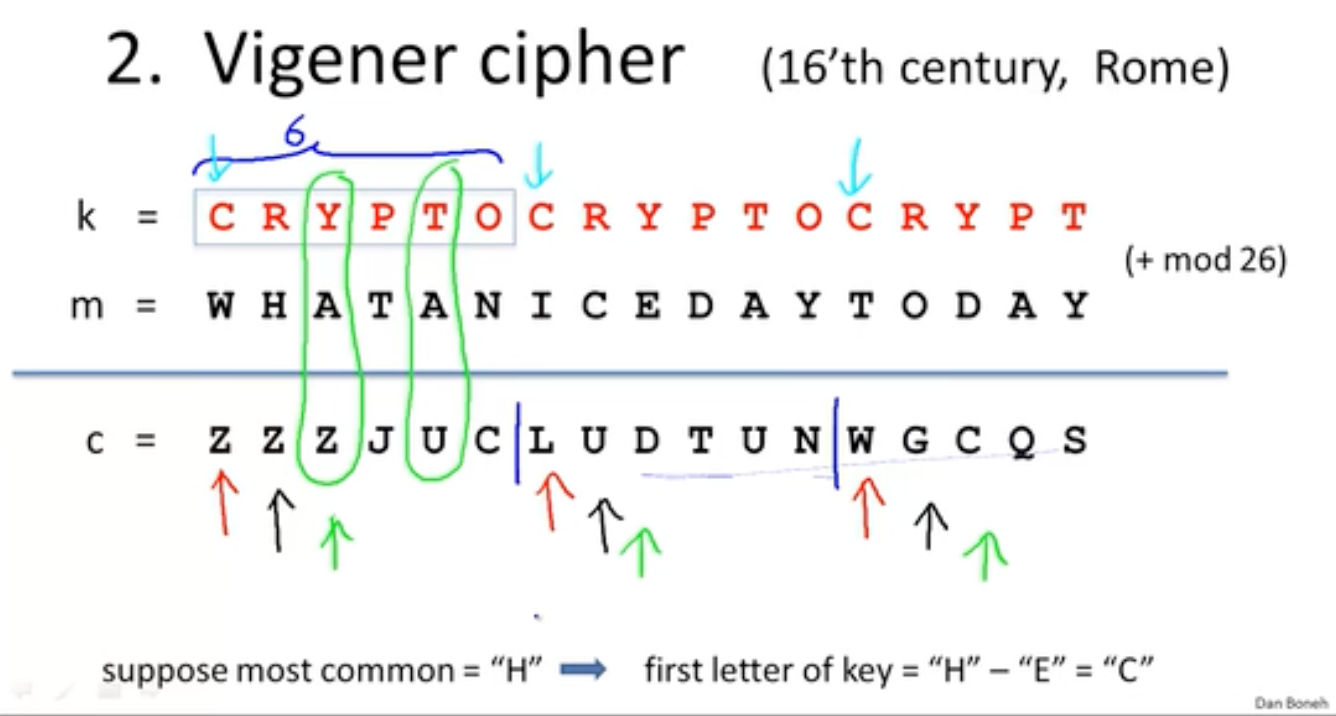 2. Vigener cipher (16’th century, Rome)
6
k = C R Y P T O C R Y P T O C R Y P T
(+ mod 26)
m = W H A T A N I C E D A Y T O D A Y
c = Z Z Z J U C L U D T U N W G C Q S
suppose most common = “H” ➡ first letter of key = “H” – “E” = “C”
Dan Boneh